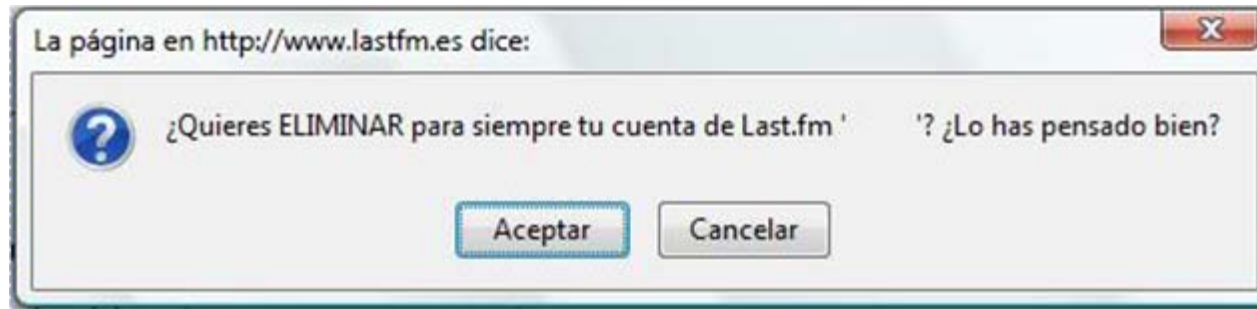 La página en http://www.lastfm.es dice:
¿Quieres ELIMINAR para siempre tu cuenta de Last.fm ' '? ¿Lo has pensado bien?
Aceptar
Cancelar